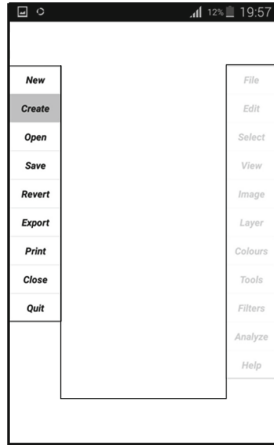 12% 19:57
New
Create
Open
Save
Revert
Export
Print
Close
Quit
File
Edit
Select
View
Image
Layer
Colours
Tools
Filters
Analyze
Help